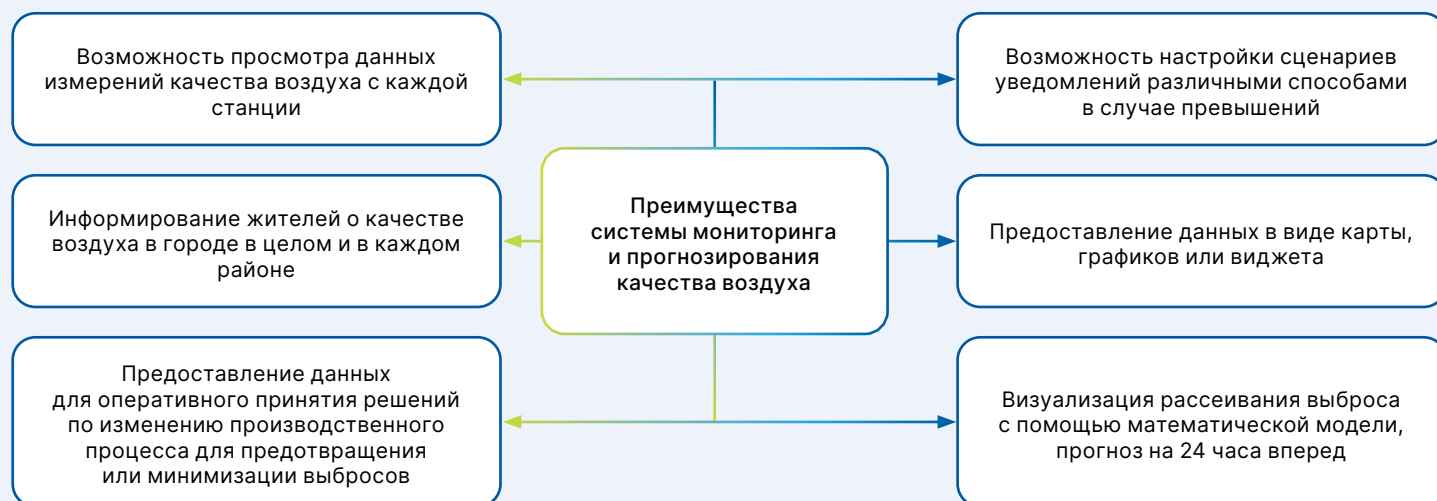 Возможность просмотра данных
измерений качества воздуха с каждой
станции
Возможность настройки сценариев
уведомлений различными способами
в случае превышений
Информирование жителей о качестве
воздуха в городе в целом и в каждом
районе
Преимущества
системы мониторинга
и прогнозирования
качества воздуха
Предоставление данных в виде карты,
графиков или виджета
Предоставление данных
для оперативного принятия решений
по изменению производственного
процесса для предотвращения
или минимизации выбросов
Визуализация рассеивания выброса
с помощью математической модели,
прогноз на 24 часа вперед